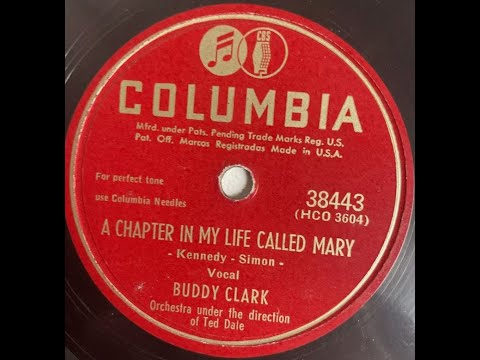 CBS
COLUMBIA
Mfrd. under Pats. Pending Trade Marks Reg. U.S.
Pat. Off. Marcas Registradas Made in U.S.A.
For perfect tone
use Columbia Needles
38443
(HCO 3604)
A CHAPTER IN MY LIFE CALLED MARY
- Kennedy - Simon -
Vocal
BUDDY CLARK
Orchestra under the direction
of Ted Dale